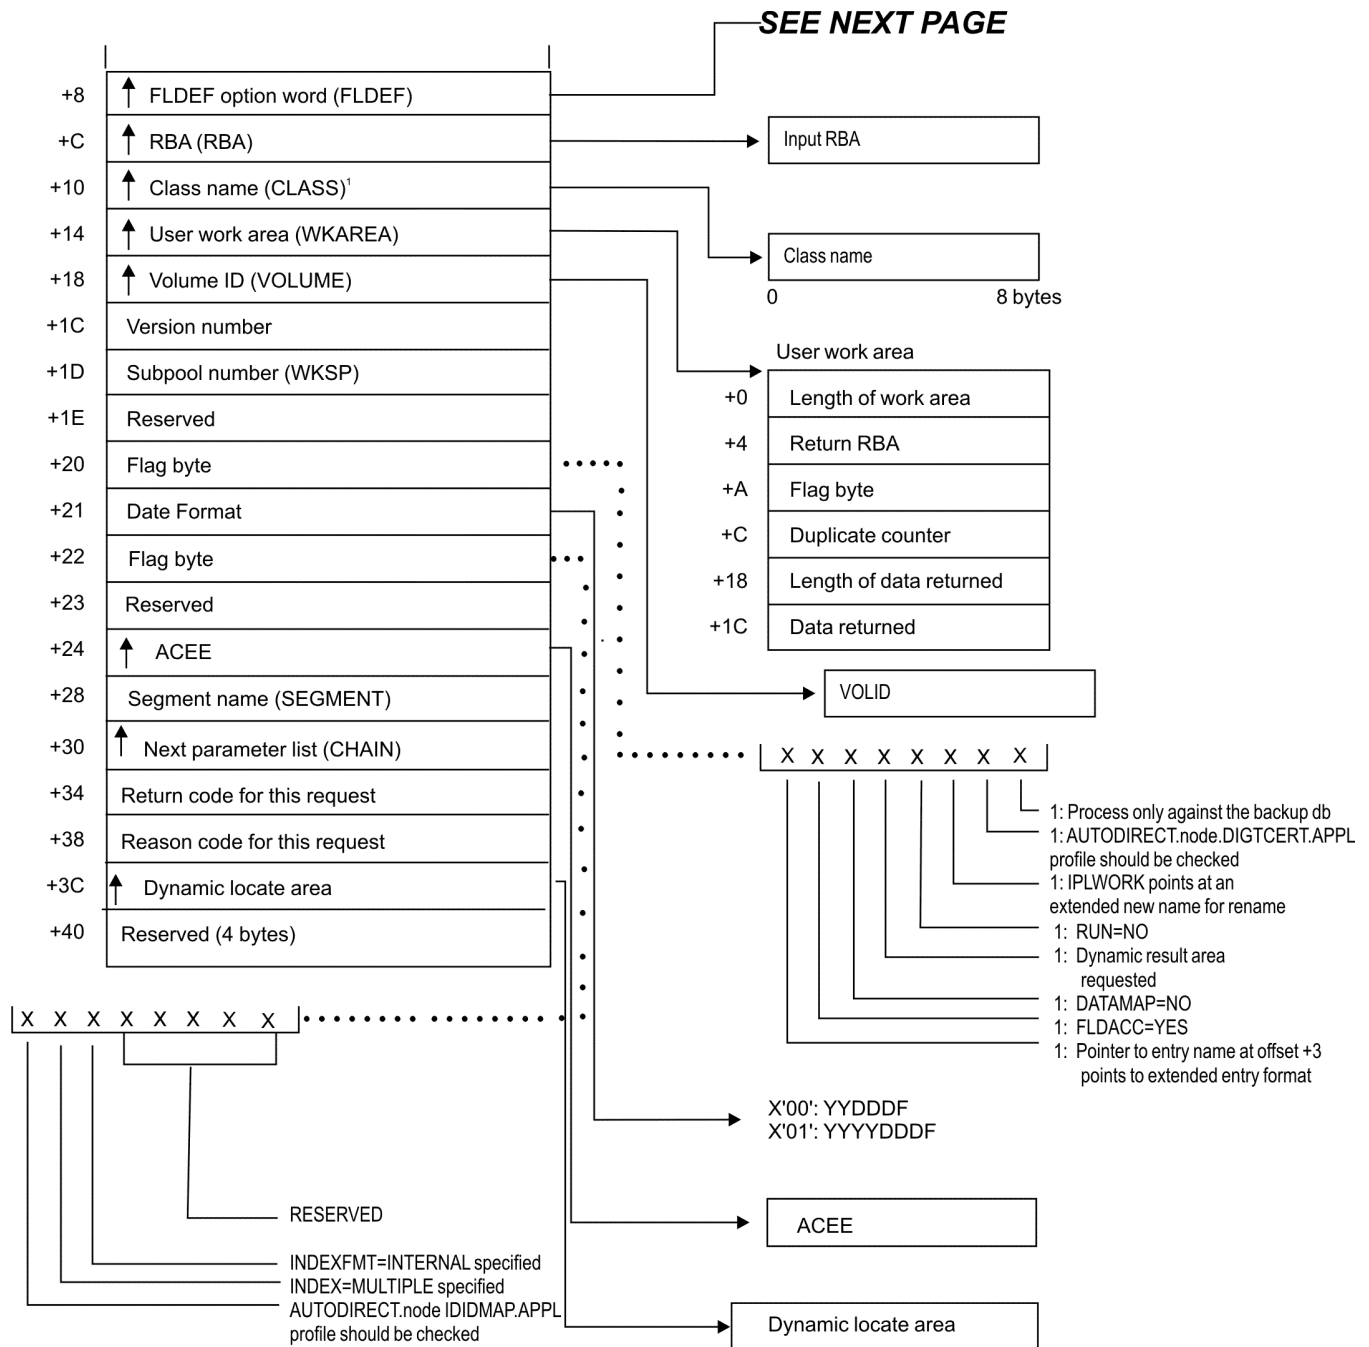 SEE NEXT PAGE
+8 FLDEF option word (FLDEF)
+C RBA (RBA)
+10 Class name (CLASS)¹
+14 User work area (WKAREA)
+18 Volume ID (VOLUME)
+1C Version number
+1D Subpool number (WKSP)
+1E Reserved
+20 Flag byte
+21 Date Format
+22 Flag byte
+23 Reserved
+24 ACEE
+28 Segment name (SEGMENT)
+30 Next parameter list (CHAIN)
+34 Return code for this request
+38 Reason code for this request
+3C Dynamic locate area
+40 Reserved (4 bytes)
Input RBA
Class name
0 8 bytes
User work area
+0 Length of work area
+4 Return RBA
+A Flag byte
+C Duplicate counter
+18 Length of data returned
+1C Data returned
VOLID
X X X X X X X X
1: Process only against the backup db
1: AUTODIRECT.node.DIGTCERT.APPL
profile should be checked
1: IPLWORK points at an
extended new name for rename
1: RUN=NO
1: Dynamic result area
requested
1: DATAMAP=NO
1: FLDACC=YES
1: Pointer to entry name at offset +3
points to extended entry format
X X X X X X X X
RESERVED
INDEXFMT=INTERNAL specified
INDEX=MULTIPLE specified
AUTODIRECT.node IDIDMAP.APPL
profile should be checked
X'00': YYDDDF
X'01': YYYYDDDF
ACEE
Dynamic locate area